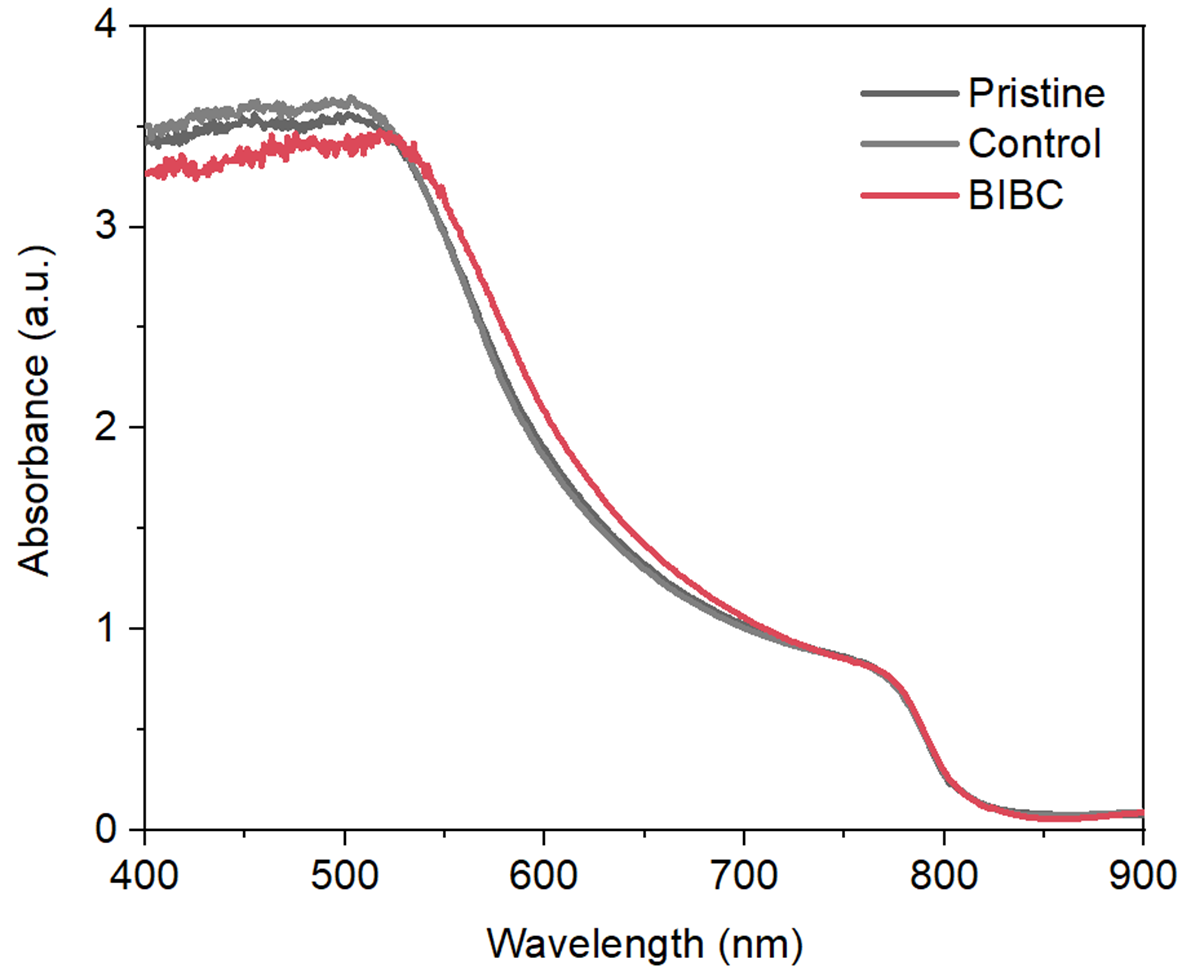 4
3
2
1
0
Absorbance (a.u.)
Pristine
Control
BIBC
400 500 600 700 800 900
Wavelength (nm)